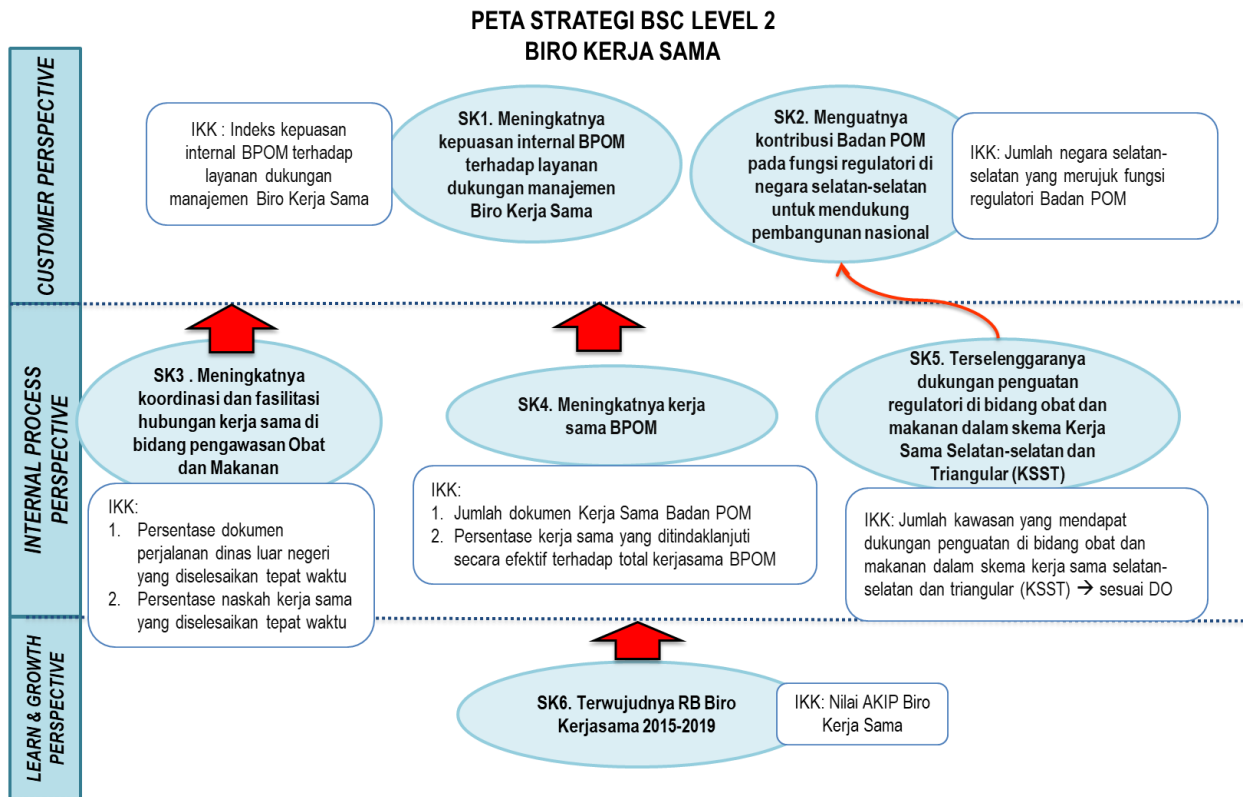 PETA STRATEGI BSC LEVEL 2
BIRO KERJA SAMA
CUSTOMER PERSPECTIVE
IKK : Indeks kepuasan
internal BPOM terhadap
layanan dukungan
manajemen Biro Kerja Sama
SK1. Meningkatnya
kepuasan internal BPOM
terhadap layanan
dukungan manajemen
Biro Kerja Sama
SK2. Menguatnya
kontribusi Badan POM
pada fungsi regulatori di
negara selatan-selatan
untuk mendukung
pembangunan nasional
IKK: Jumlah negara selatan-
selatan yang merujuk fungsi
regulatori Badan POM
INTERNAL PROCESS
PERSPECTIVE
SK3 . Meningkatnya
koordinasi dan fasilitasi
hubungan kerja sama di
bidang pengawasan Obat
dan Makanan
IKK:
1. Persentase dokumen
perjalanan dinas luar negeri
yang diselesaikan tepat waktu
2. Persentase naskah kerja sama
yang diselesaikan tepat waktu
SK4. Meningkatnya kerja
sama BPOM
IKK:
1. Jumlah dokumen Kerja Sama Badan POM
2. Persentase kerja sama yang ditindaklanjuti
secara efektif terhadap total kerjasama BPOM
SK5. Terselenggaranya
dukungan penguatan
regulatori di bidang obat dan
makanan dalam skema Kerja
Sama Selatan-selatan dan
Triangular (KSST)
IKK: Jumlah kawasan yang mendapat
dukungan penguatan di bidang obat dan
makanan dalam skema kerja sama selatan-
selatan dan triangular (KSST) → sesuai DO
LEARN & GROWTH
PERSPECTIVE
SK6. Terwujudnya RB Biro
Kerjasama 2015-2019
IKK: Nilai AKIP Biro
Kerja Sama